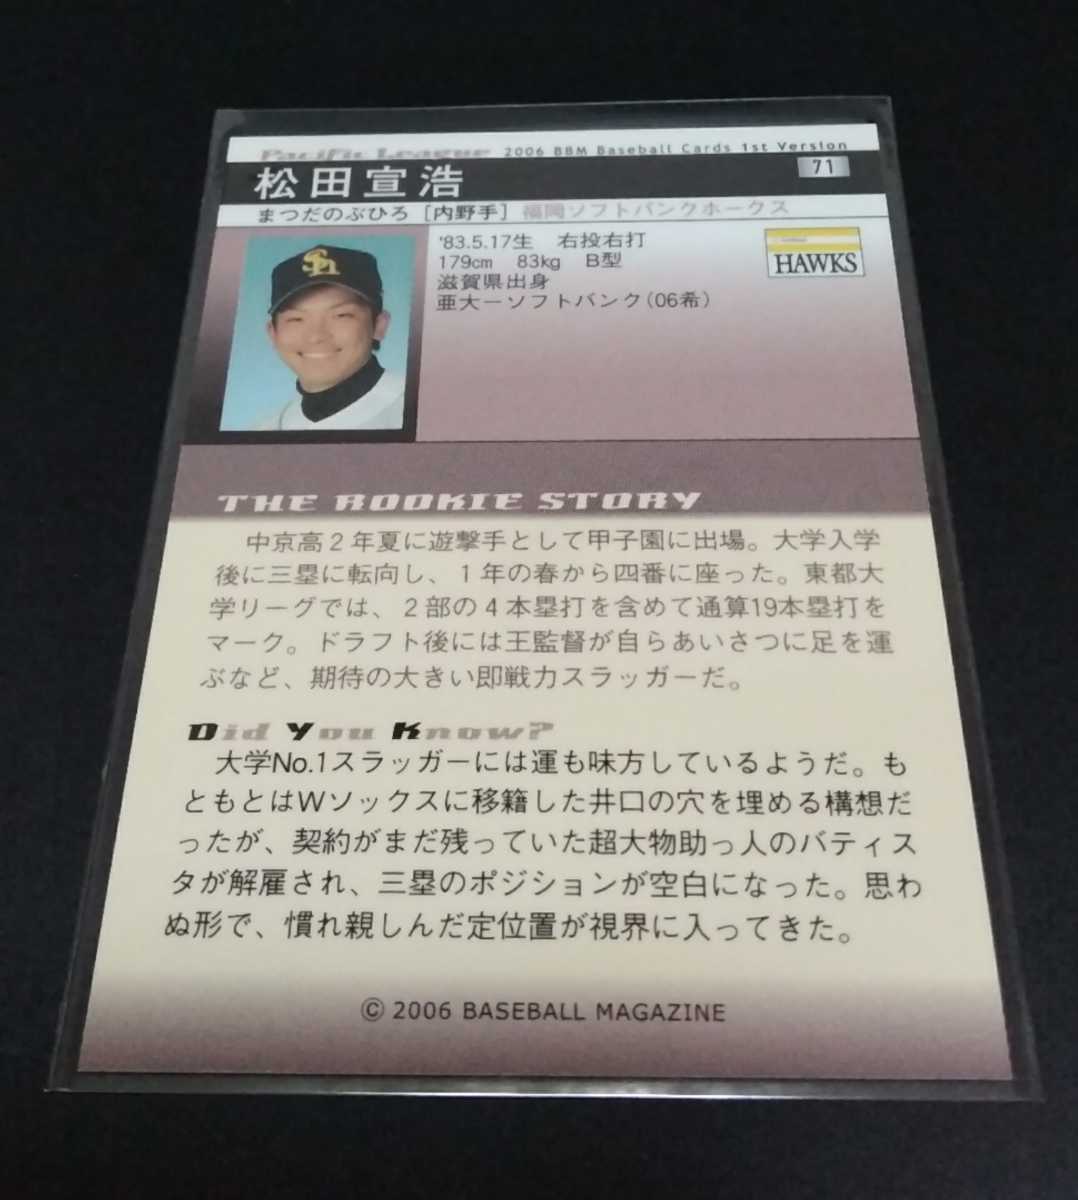 Pacific League 2006 BBM Baseball Cards 1st Version
71
松田宣浩
まつだのぶひろ [内野手] 福岡ソフトバンクホークス
'83.5.17生 右投右打
179cm 83kg B型
滋賀県出身
亜大ーソフトバンク(06希)
HAWKS
SH
THE ROOKIE STORY
中京高2年夏に遊撃手として甲子園に出場。大学入学
後に三塁に転向し、1年の春から四番に座った。東都大
学リーグでは、2部の4本塁打を含めて通算19本塁打を
マーク。ドラフト後には王監督が自らあいさつに足を運
ぶなど、期待の大きい即戦力スラッガーだ。
Did You Know?
大学No.1スラッガーには運も味方しているようだ。も
ともとはWソックスに移籍した井口の穴を埋める構想だ
ったが、契約がまだ残っていた超大物助っ人のバティス
タが解雇され、三塁のポジションが空白になった。思わ
ぬ形で、慣れ親しんだ定位置が視界に入ってきた。
© 2006 BASEBALL MAGAZINE